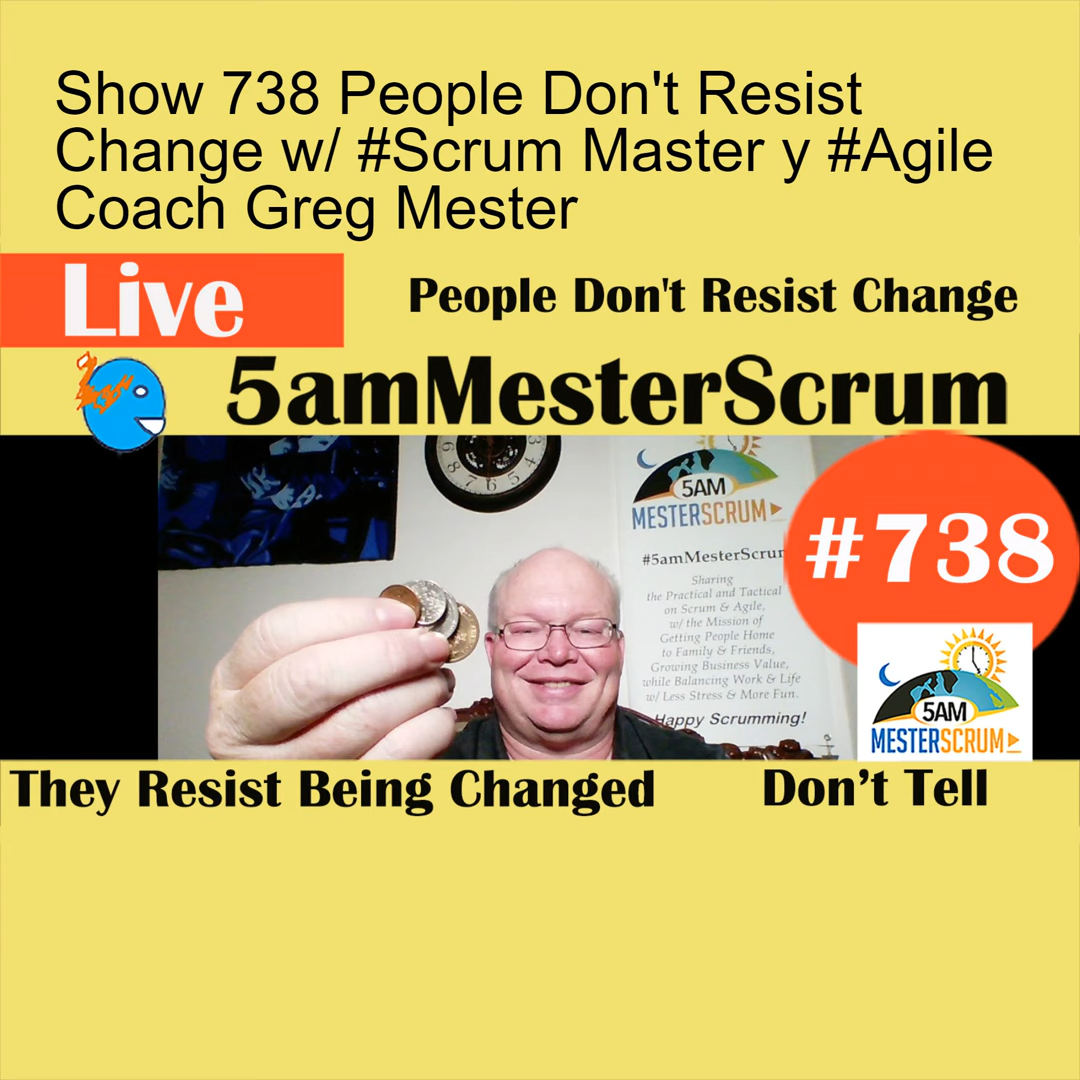 Show 738 People Don't Resist
Change w/ #Scrum Master y #Agile
Coach Greg Mester
Live
People Don't Resist Change
5amMesterScrum
5AM
MESTERSCRUM
#5amMesterScrum
Sharing
the Practical and Tactical
on Scrum & Agile,
w/ the Mission of
Getting People Home
to Family & Friends,
Growing Business Value,
while Balancing Work & Life
w/ Less Stress & More Fun.
Happy Scrumming!
#738
5AM
MESTERSCRUM
They Resist Being Changed
Don’t Tell